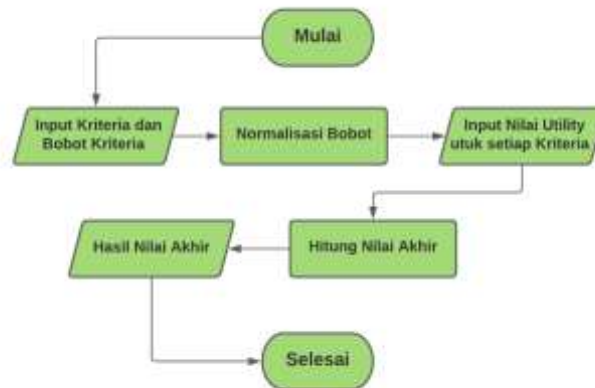 Mulai
Input Kriteria dan
Bobot Kriteria
Normalisasi Bobot
Input Nilai Utility
utuk setiap Kriteria
Hitung Nilai Akhir
Hasil Nilai Akhir
Selesai